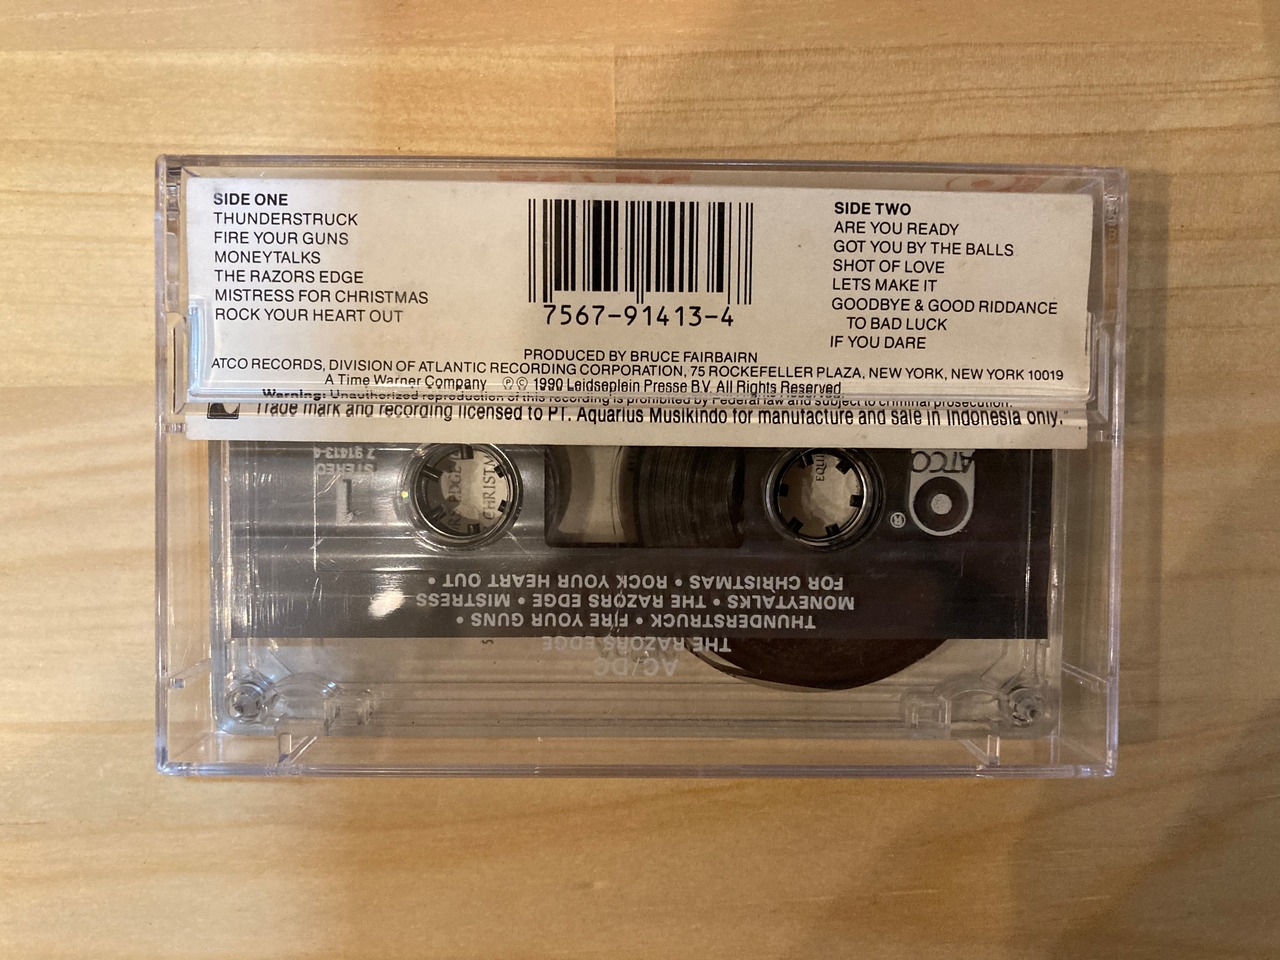 SIDE ONE
THUNDERSTRUCK
FIRE YOUR GUNS
MONEYTALKS
THE RAZORS EDGE
MISTRESS FOR CHRISTMAS
ROCK YOUR HEART OUT
7567-91413-4
SIDE TWO
ARE YOU READY
GOT YOU BY THE BALLS
SHOT OF LOVE
LETS MAKE IT
GOODBYE & GOOD RIDDANCE
TO BAD LUCK
IF YOU DARE
PRODUCED BY BRUCE FAIRBAIRN
ATCO RECORDS, DIVISION OF ATLANTIC RECORDING CORPORATION, 75 ROCKEFELLER PLAZA, NEW YORK, NEW YORK 10019
A Time Warner Company ℗ © 1990 Leidseplein Presse B.V. All Rights Reserved
Warning: Unauthorized reproduction of this recording is prohibited by Federal law and subject to criminal prosecution.
Trade mark and recording licensed to PT. Aquarius Musikindo for manufacture and sale in Indonesia only."
AC/DC
THE RAZORS EDGE
THUNDERSTRUCK • FIRE YOUR GUNS •
MONEYTALKS • THE RAZORS EDGE • MISTRESS
FOR CHRISTMAS • ROCK YOUR HEART OUT •
ATCO
1
STEREO
7 91413-4